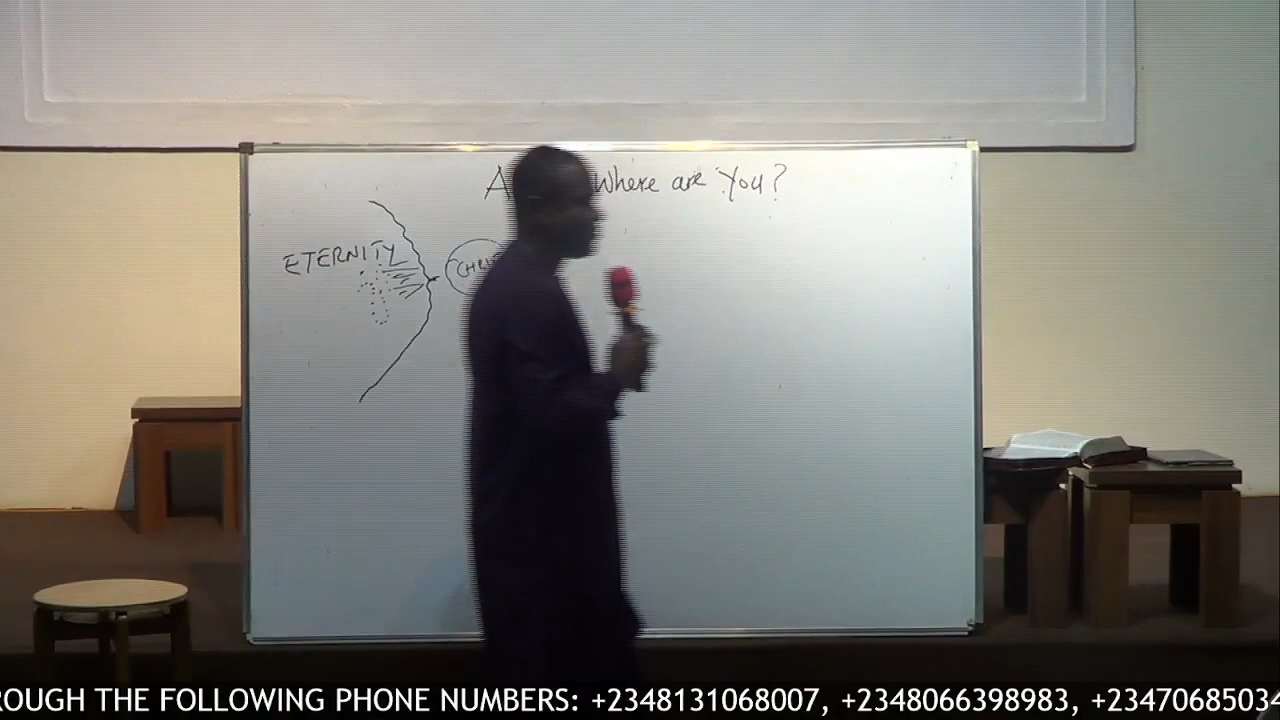 Where are You?
ETERNITY
ROUGH THE FOLLOWING PHONE NUMBERS: +2348131068007, +2348066398983, +23470685034